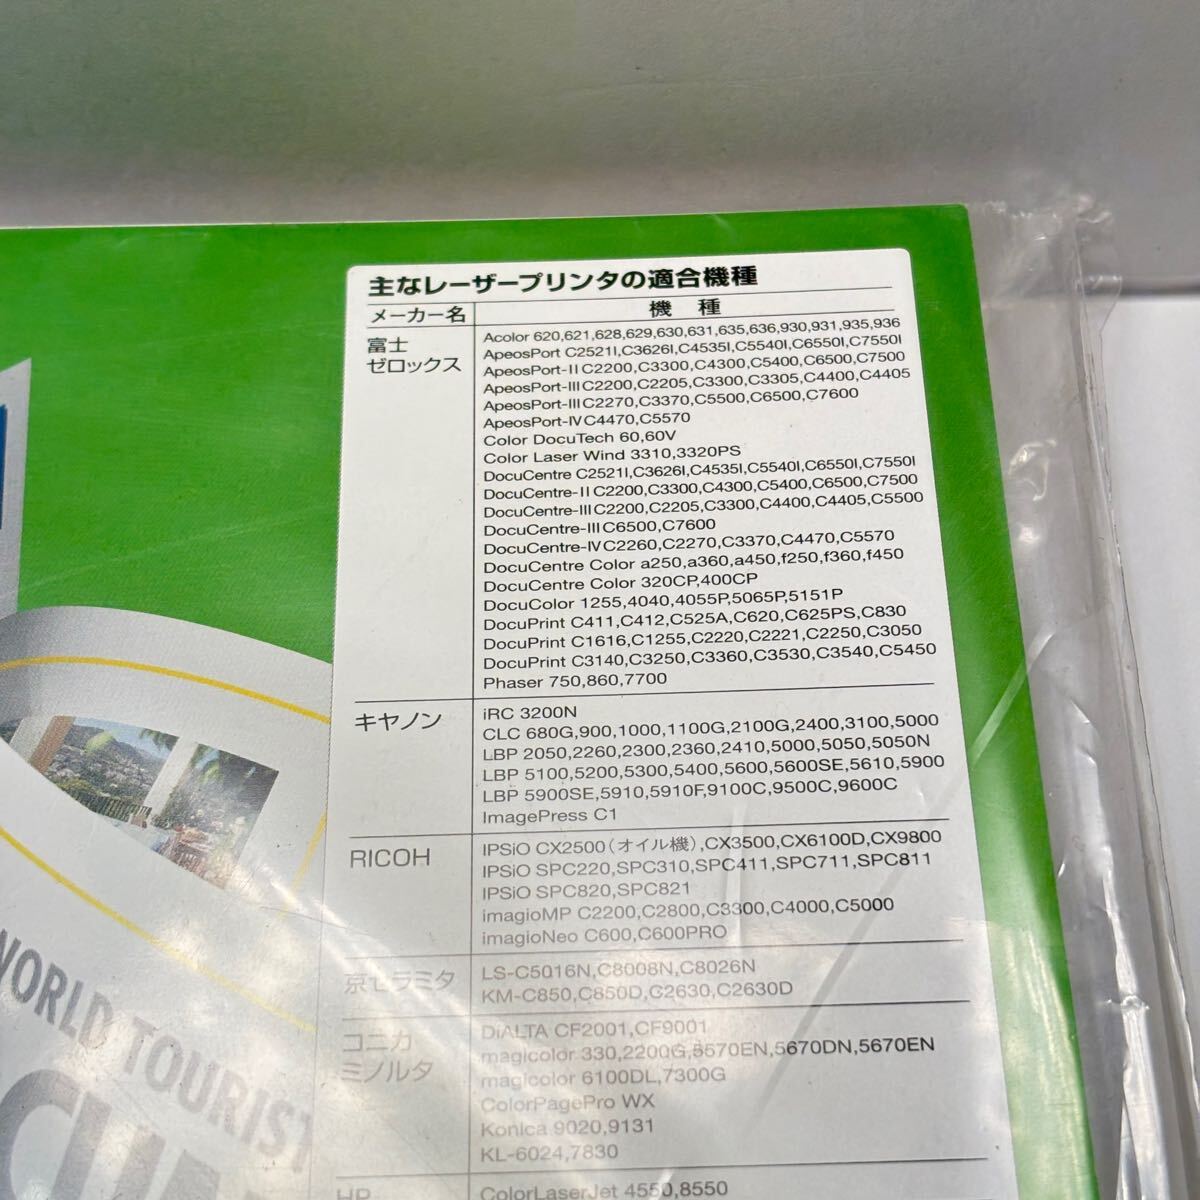 主なレーザープリンタの適合機種
メーカー名 機 種
富士
ゼロックス
Acolor 620,621,628,629,630,631,635,636,930,931,935,936
ApeosPort C2521I,C3626I,C4535I,C5540I,C6550I,C7550I
ApeosPort-II C2200,C3300,C4300,C5400,C6500,C7500
ApeosPort-III C2200,C2205,C3300,C3305,C4400,C4405
ApeosPort-III C2270,C3370,C5500,C6500,C7600
ApeosPort-IV C4470,C5570
Color DocuTech 60,60V
Color Laser Wind 3310,3320PS
DocuCentre C2521I,C3626I,C4535I,C5540I,C6550I,C7550I
DocuCentre-II C2200,C3300,C4300,C5400,C6500,C7500
DocuCentre-III C2200,C2205,C3300,C4400,C4405,C5500
DocuCentre-III C6500,C7600
DocuCentre-IV C2260,C2270,C3370,C4470,C5570
DocuCentre Color a250,a360,a450,f250,f360,f450
DocuCentre Color 320CP,400CP
DocuColor 1255,4040,4055P,5065P,5151P
DocuPrint C411,C412,C525A,C620,C625PS,C830
DocuPrint C1616,C1255,C2220,C2221,C2250,C3050
DocuPrint C3140,C3250,C3360,C3530,C3540,C5450
Phaser 750,860,7700
キヤノン
iRC 3200N
CLC 680G,900,1000,1100G,2100G,2400,3100,5000
LBP 2050,2260,2300,2360,2410,5000,5050,5050N
LBP 5100,5200,5300,5400,5600,5600SE,5610,5900
LBP 5900SE,5910,5910F,9100C,9500C,9600C
ImagePress C1
RICOH
IPSiO CX2500(オイル機),CX3500,CX6100D,CX9800
IPSiO SPC220,SPC310,SPC411,SPC711,SPC811
IPSiO SPC820,SPC821
imagioMP C2200,C2800,C3300,C4000,C5000
imagioNeo C600,C600PRO
京セラミタ
LS-C5016N,C8008N,C8026N
KM-C850,C850D,C2630,C2630D
コニカ
ミノルタ
DiALTA CF2001,CF9001
magicolor 330,2200G,5570EN,5670DN,5670EN
magicolor 6100DL,7300G
ColorPagePro WX
Konica 9020,9131
KL-6024,7830
HP
ColorLaserJet 4550,8550
WORLD TOURIST